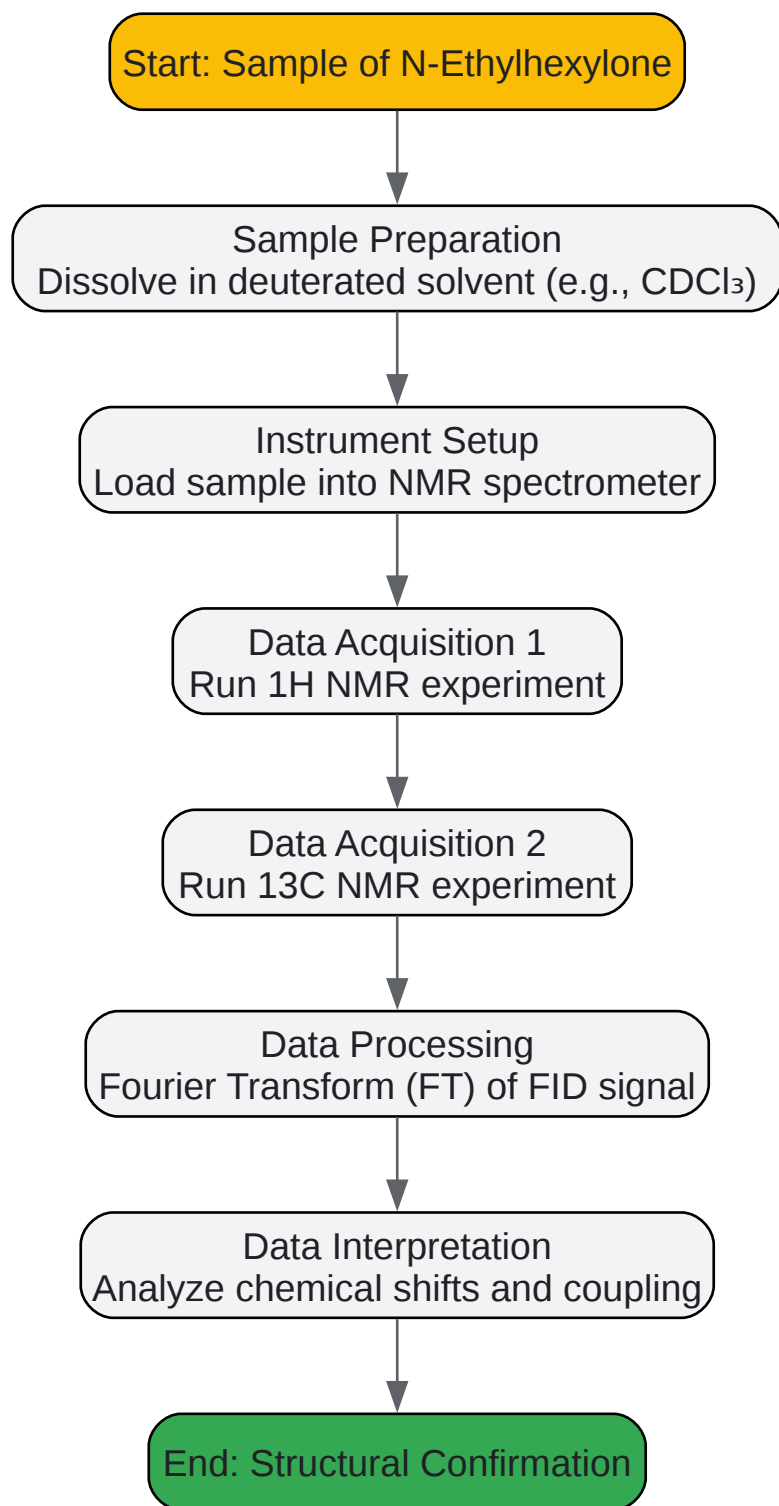 Start: Sample of N-Ethylhexylone
Sample Preparation
Dissolve in deuterated solvent (e.g., CDCl₃)
Instrument Setup
Load sample into NMR spectrometer
Data Acquisition 1
Run 1H NMR experiment
Data Acquisition 2
Run 13C NMR experiment
Data Processing
Fourier Transform (FT) of FID signal
Data Interpretation
Analyze chemical shifts and coupling
End: Structural Confirmation